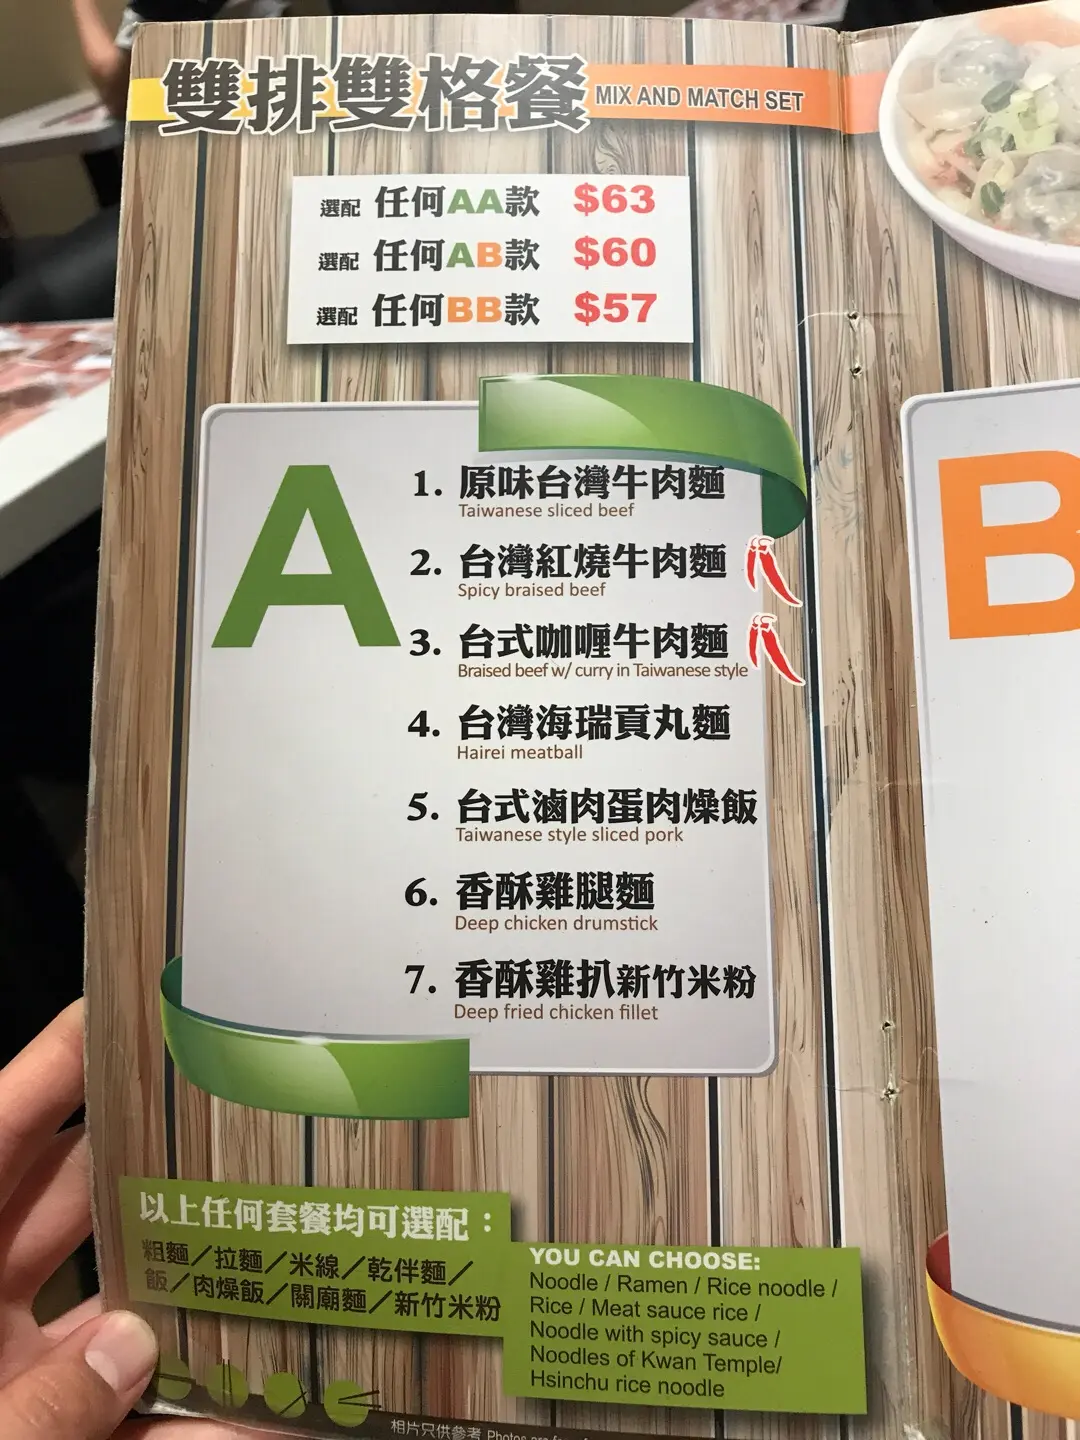 雙排雙格餐 MIX AND MATCH SET
選配 任何AA款 $63
選配 任何AB款 $60
選配 任何BB款 $57
A
1. 原味台灣牛肉麵
Taiwanese sliced beef
2. 台灣紅燒牛肉麵
Spicy braised beef
3. 台式咖喱牛肉麵
Braised beef w/ curry in Taiwanese style
4. 台灣海瑞貢丸麵
Hairei meatball
5. 台式滷肉蛋肉燥飯
Taiwanese style sliced pork
6. 香酥雞腿麵
Deep chicken drumstick
7. 香酥雞扒新竹米粉
Deep fried chicken fillet
以上任何套餐均可選配：
粗麵／拉麵／米線／乾伴麵／
飯／肉燥飯／關廟麵／新竹米粉
YOU CAN CHOOSE:
Noodle / Ramen / Rice noodle /
Rice / Meat sauce rice /
Noodle with spicy sauce /
Noodles of Kwan Temple/
Hsinchu rice noodle
相片只供參考 Photos are
B